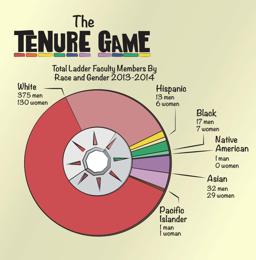 The
TENURE GAME
Total Ladder Faculty Members By
Race and Gender 2013-2014
White
375 men
130 women
Hispanic
13 men
6 women
Black
17 men
7 women
Native
American
1 man
0 women
Asian
32 men
29 women
Pacific
Islander
1 man
1 woman